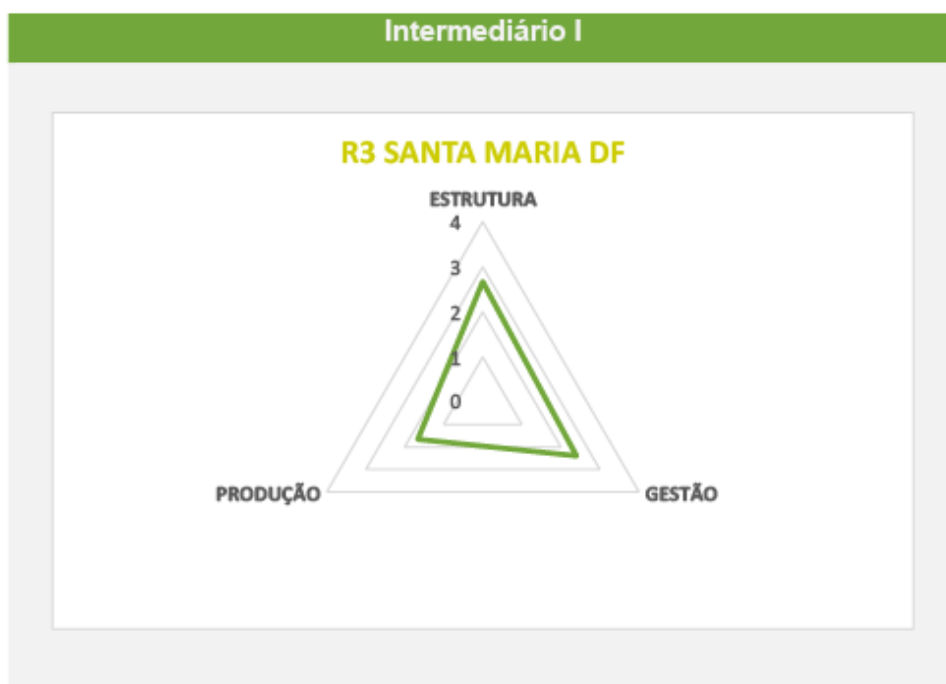 Intermediário I
R3 SANTA MARIA DF
ESTRUTURA
4
3
2
1
0
PRODUÇÃO
GESTÃO